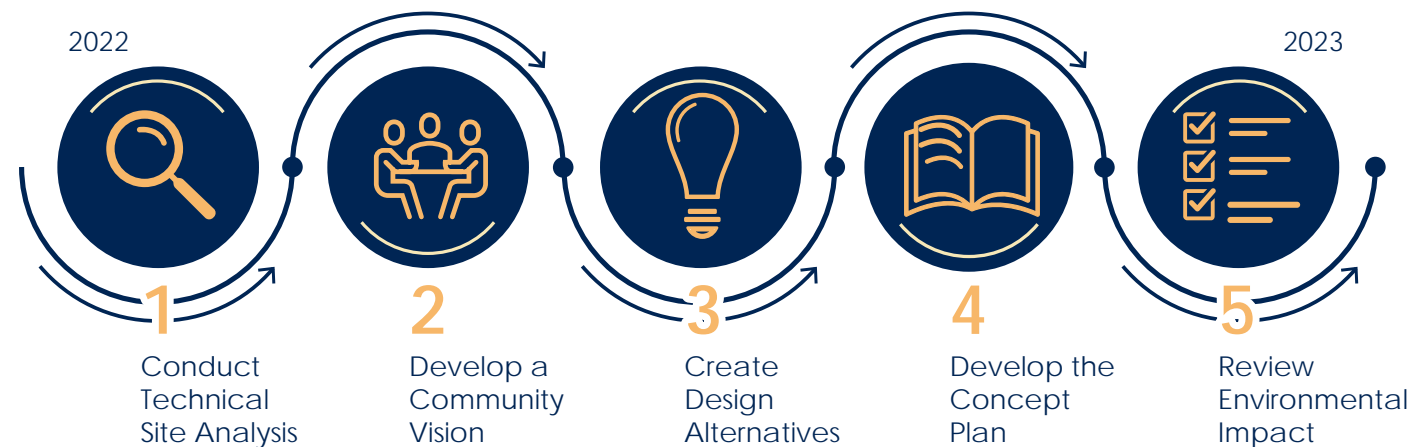 2022
2023
1
Conduct
Technical
Site Analysis
2
Develop a
Community
Vision
3
Create
Design
Alternatives
4
Develop the
Concept
Plan
5
Review
Environmental
Impact